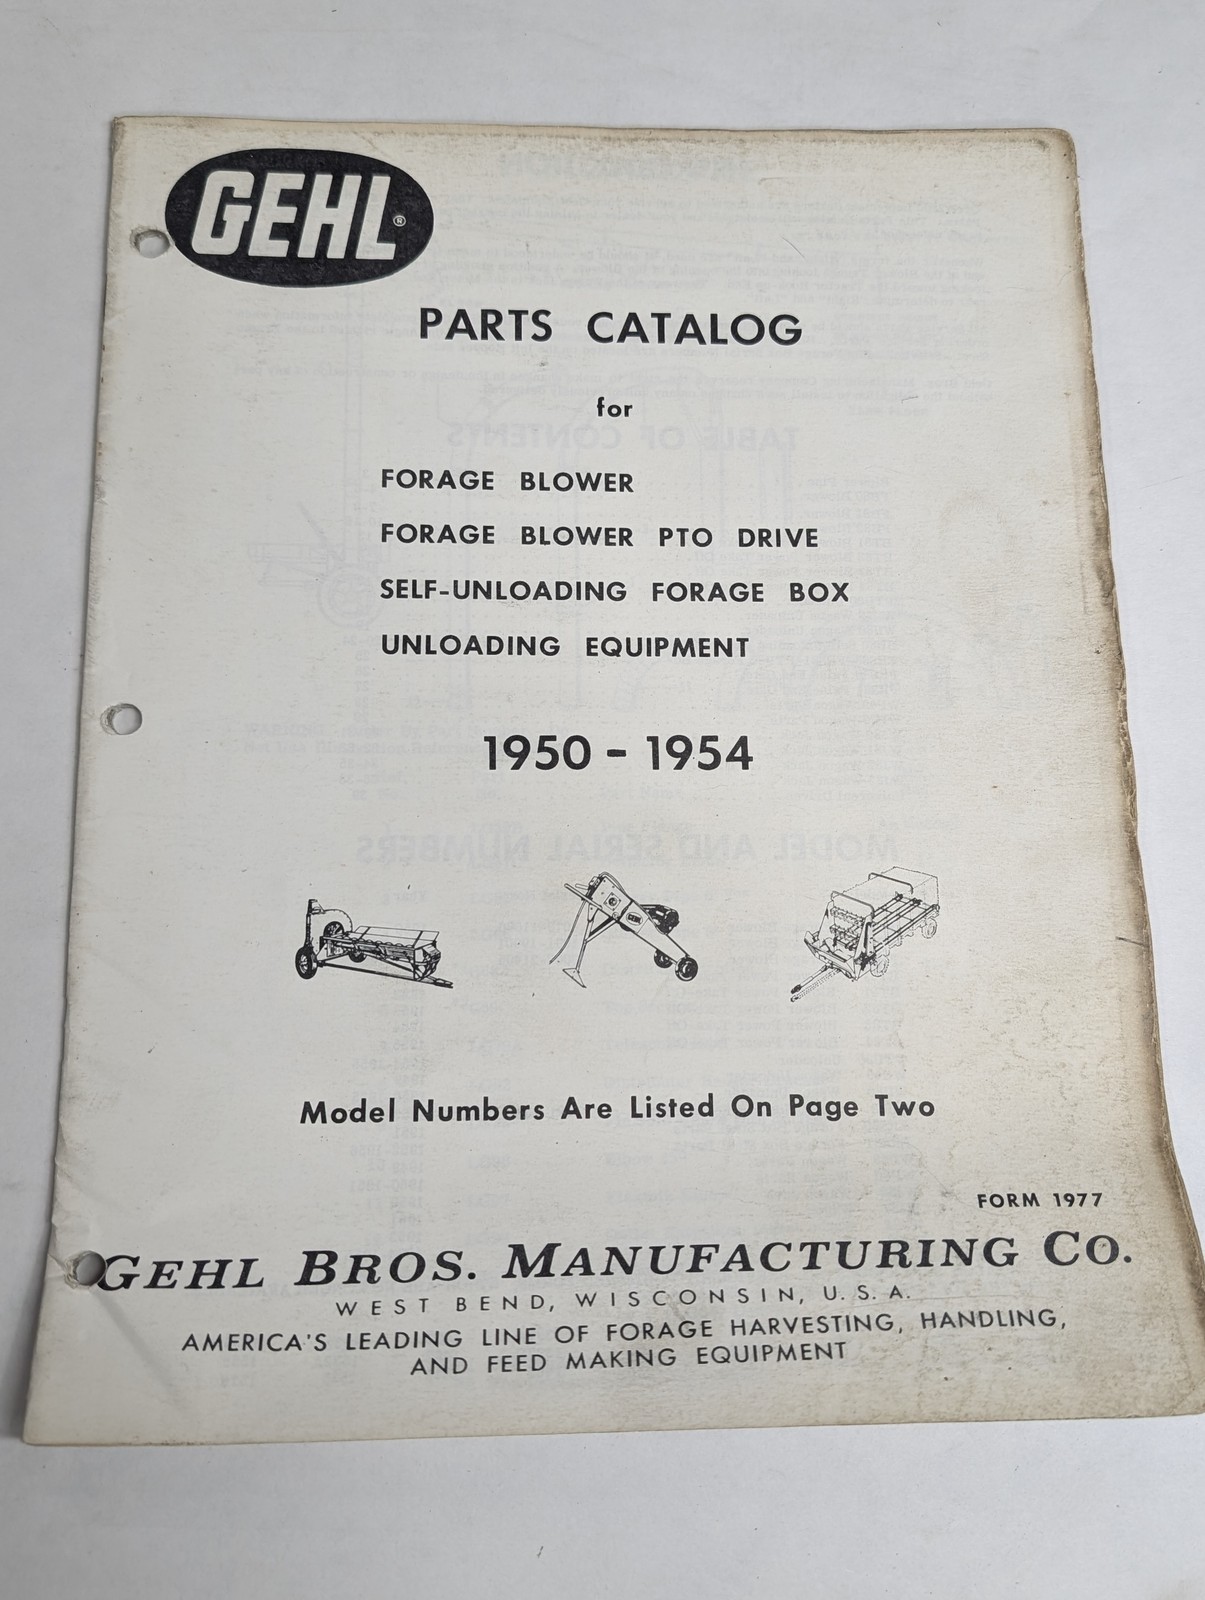 GEHL®
PARTS CATALOG
for
FORAGE BLOWER
FORAGE BLOWER PTO DRIVE
SELF-UNLOADING FORAGE BOX
UNLOADING EQUIPMENT
1950 - 1954
GEHL
Model Numbers Are Listed On Page Two
FORM 1977
GEHL BROS. MANUFACTURING CO.
WEST BEND, WISCONSIN, U. S. A.
AMERICA'S LEADING LINE OF FORAGE HARVESTING, HANDLING,
AND FEED MAKING EQUIPMENT